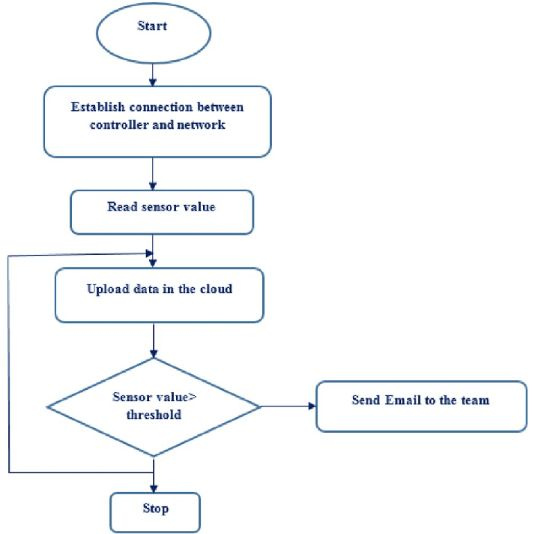 Start
Establish connection between
controller and network
Read sensor value
Upload data in the cloud
Sensor value>
threshold
Send Email to the team
Stop